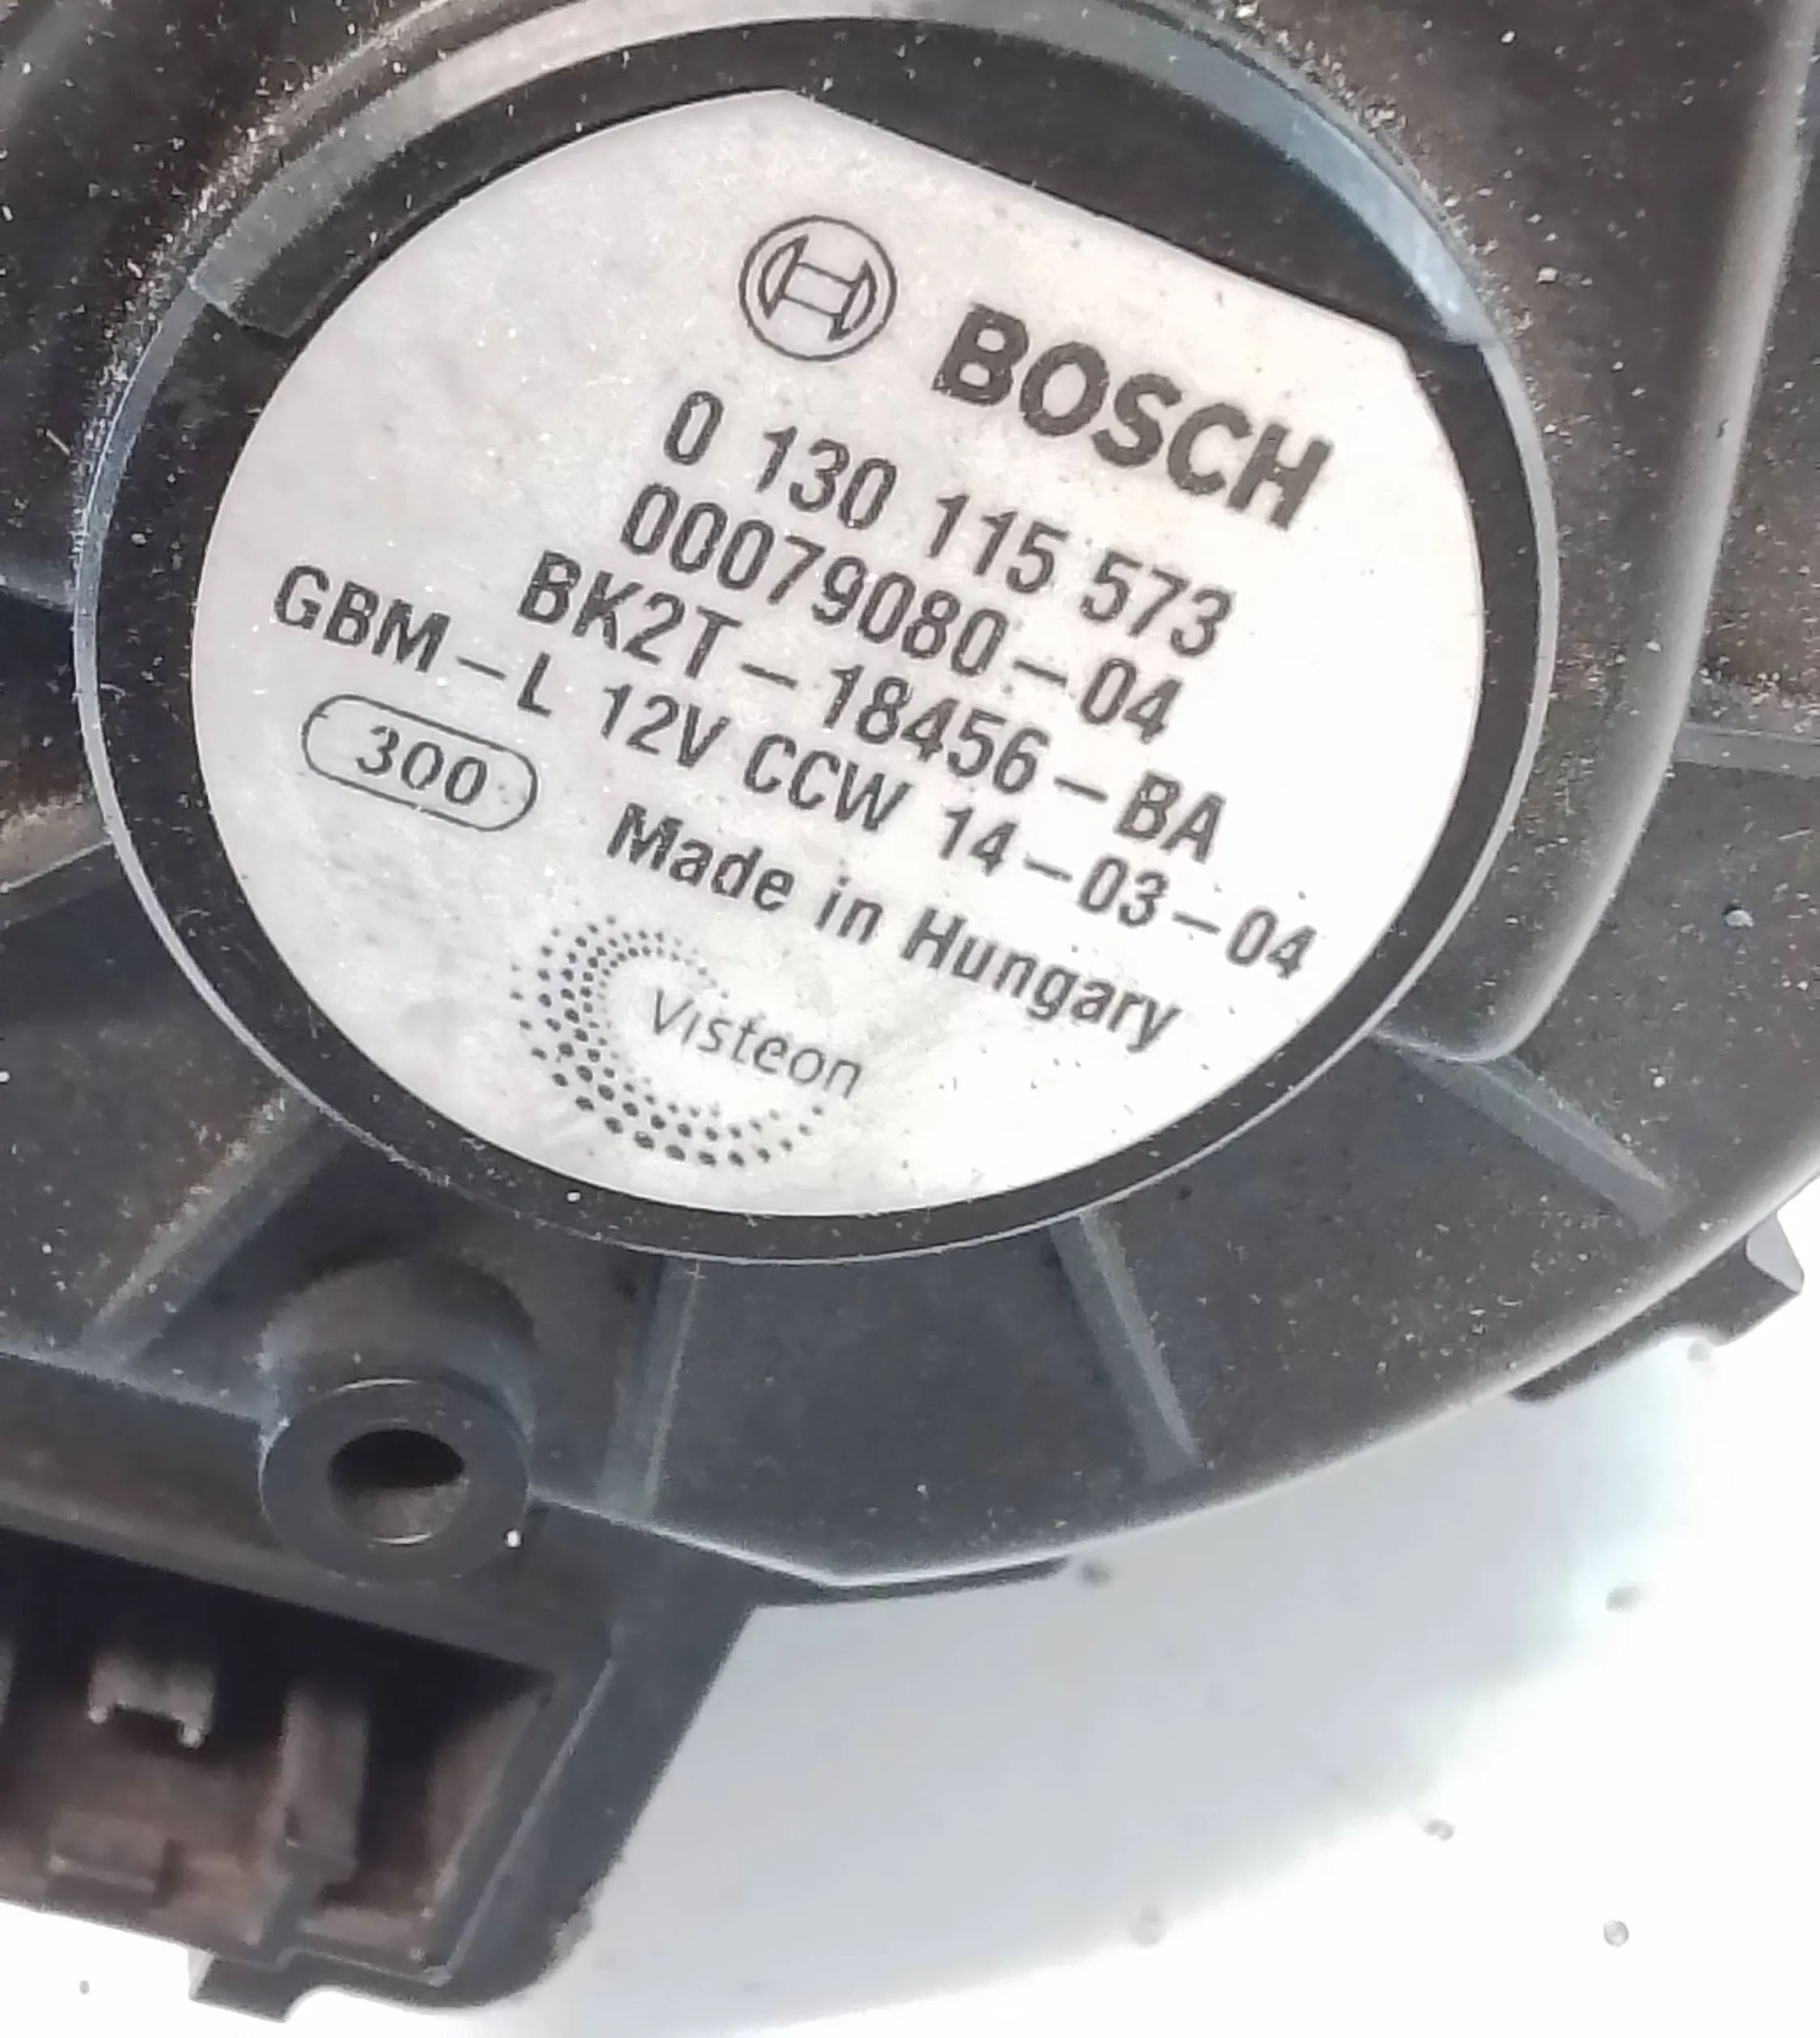 BOSCH
0 130 115 573
00079080-04
BK2T-18456-BA
GBM-L 12V CCW 14-03-04
300 Made in Hungary
Visteon